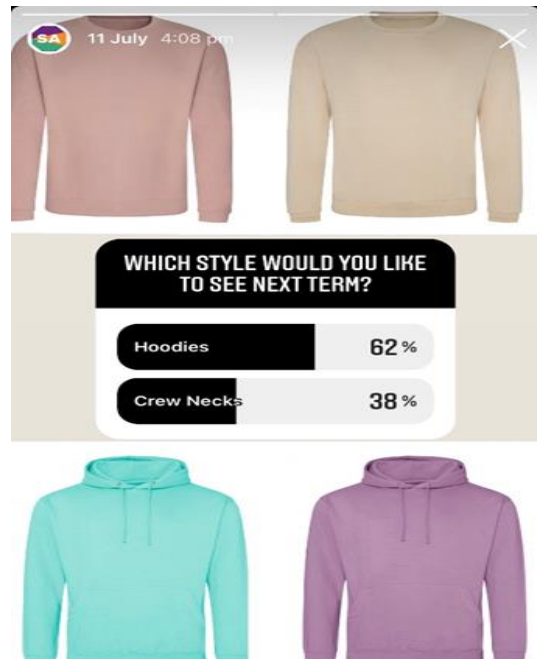 SA 11 July 4:08 pm
WHICH STYLE WOULD YOU LIKE
TO SEE NEXT TERM?
Hoodies 62%
Crew Necks 38%